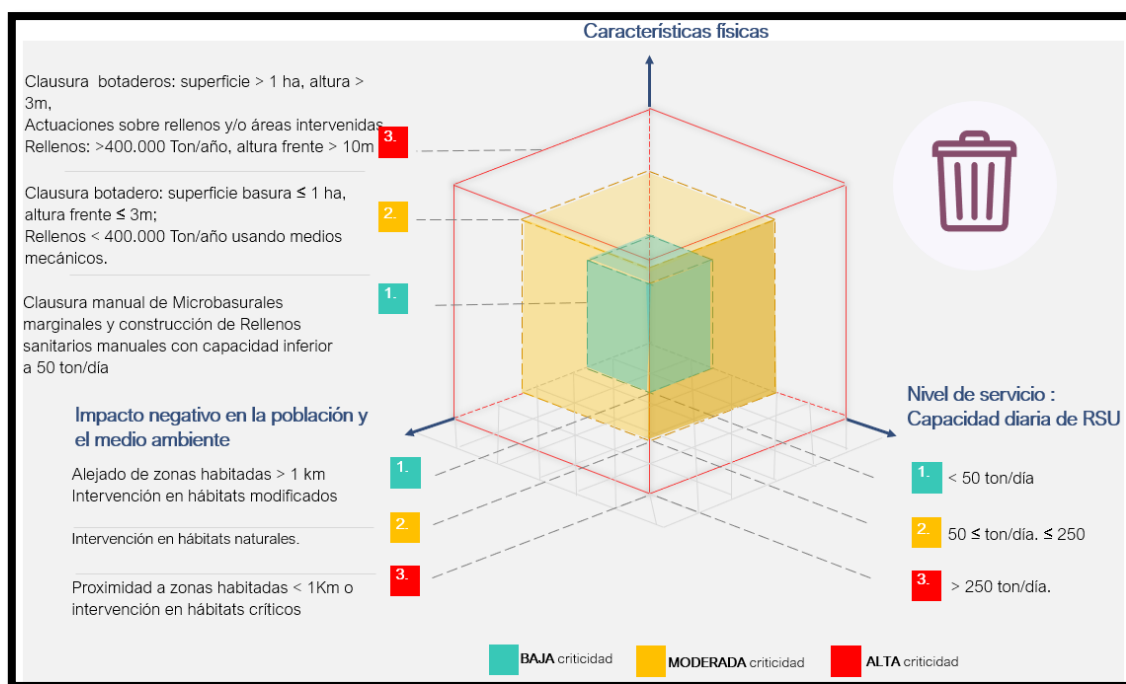 Características físicas
Clausura botaderos: superficie > 1 ha, altura >
3m,
Actuaciones sobre rellenos y/o áreas intervenidas
Rellenos: >400.000 Ton/año, altura frente > 10m
3.
Clausura botadero: superficie basura ≤ 1 ha,
altura frente ≤ 3m;
Rellenos < 400.000 Ton/año usando medios
mecánicos.
2.
Clausura manual de Microbasurales
marginales y construcción de Rellenos
sanitarios manuales con capacidad inferior
a 50 ton/día
1.
Impacto negativo en la población y
el medio ambiente
Alejado de zonas habitadas > 1 km
Intervención en hábitats modificados
1.
Intervención en hábitats naturales.
2.
Proximidad a zonas habitadas < 1Km o
intervención en hábitats críticos
3.
Nivel de servicio :
Capacidad diaria de RSU
1. < 50 ton/día
2. 50 ≤ ton/día. ≤ 250
3. > 250 ton/día.
BAJA criticidad
MODERADA criticidad
ALTA criticidad